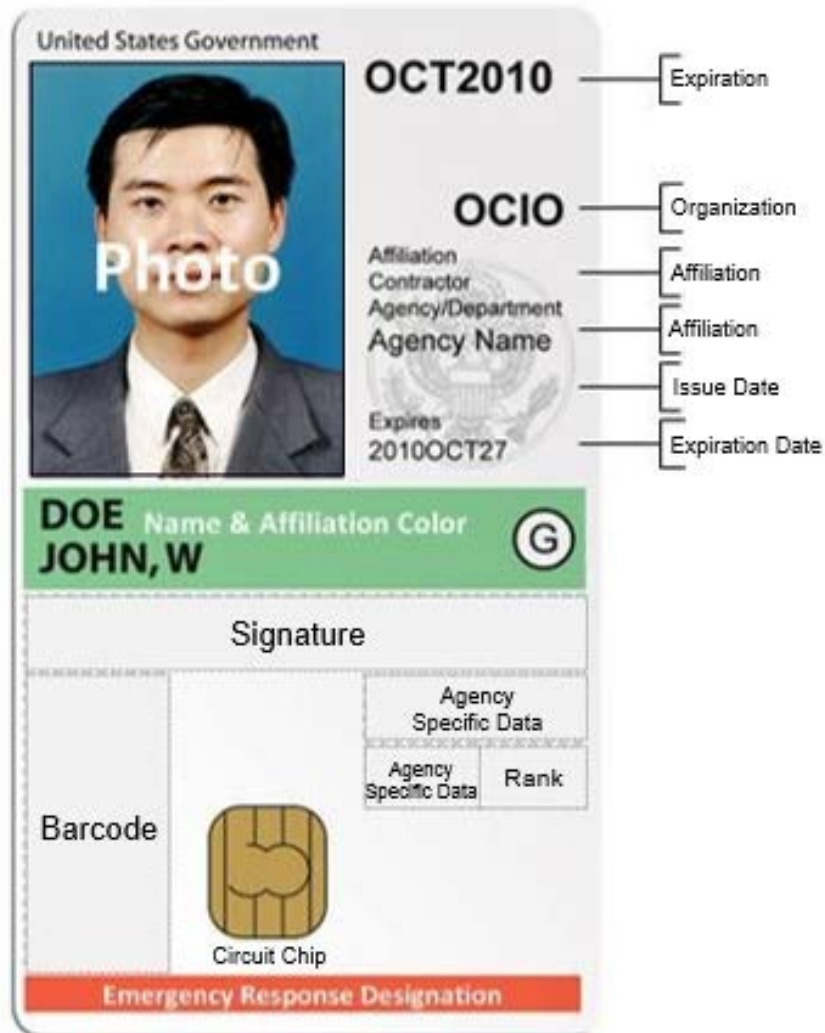 United States Government
Photo
OCT2010
Expiration
OCIO
Organization
Affiliation
Contractor
Affiliation
Agency/Department
Agency Name
Affiliation
Issue Date
Expires
2010OCT27
Expiration Date
DOE
JOHN, W
Name & Affiliation Color
G
Signature
Agency
Specific Data
Agency
Specific Data
Rank
Barcode
Circuit Chip
Emergency Response Designation